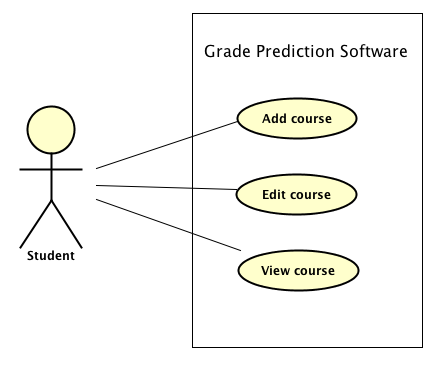 Grade Prediction Software
Add course
Edit course
View course
Student